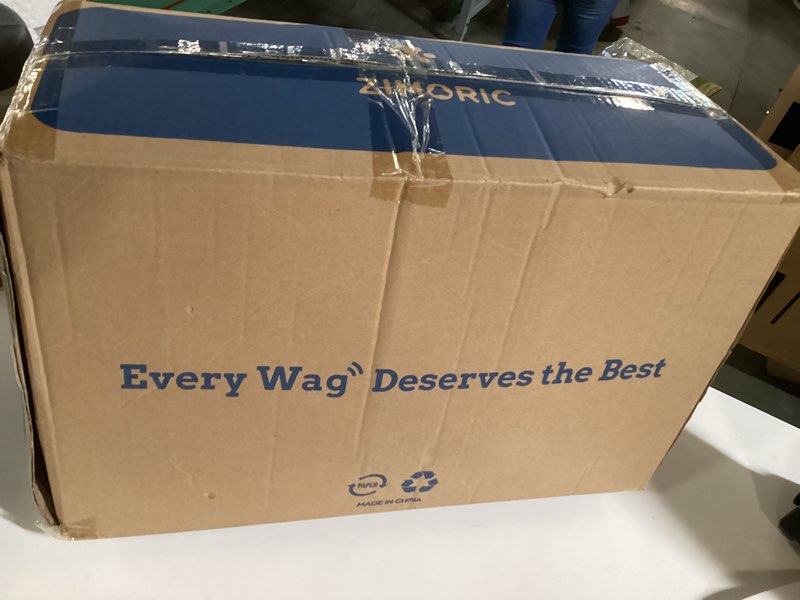 ZIMORIC
Every Wag Deserves the Best
PAPER
MADE IN CHINA